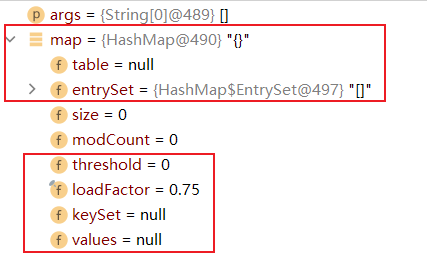 p args = {String[0]@489} []
map = {HashMap@490} "{}"
f table = null
f entrySet = {HashMap$EntrySet@497} "[]"
f size = 0
f modCount = 0
f threshold = 0
f loadFactor = 0.75
f keySet = null
f values = null